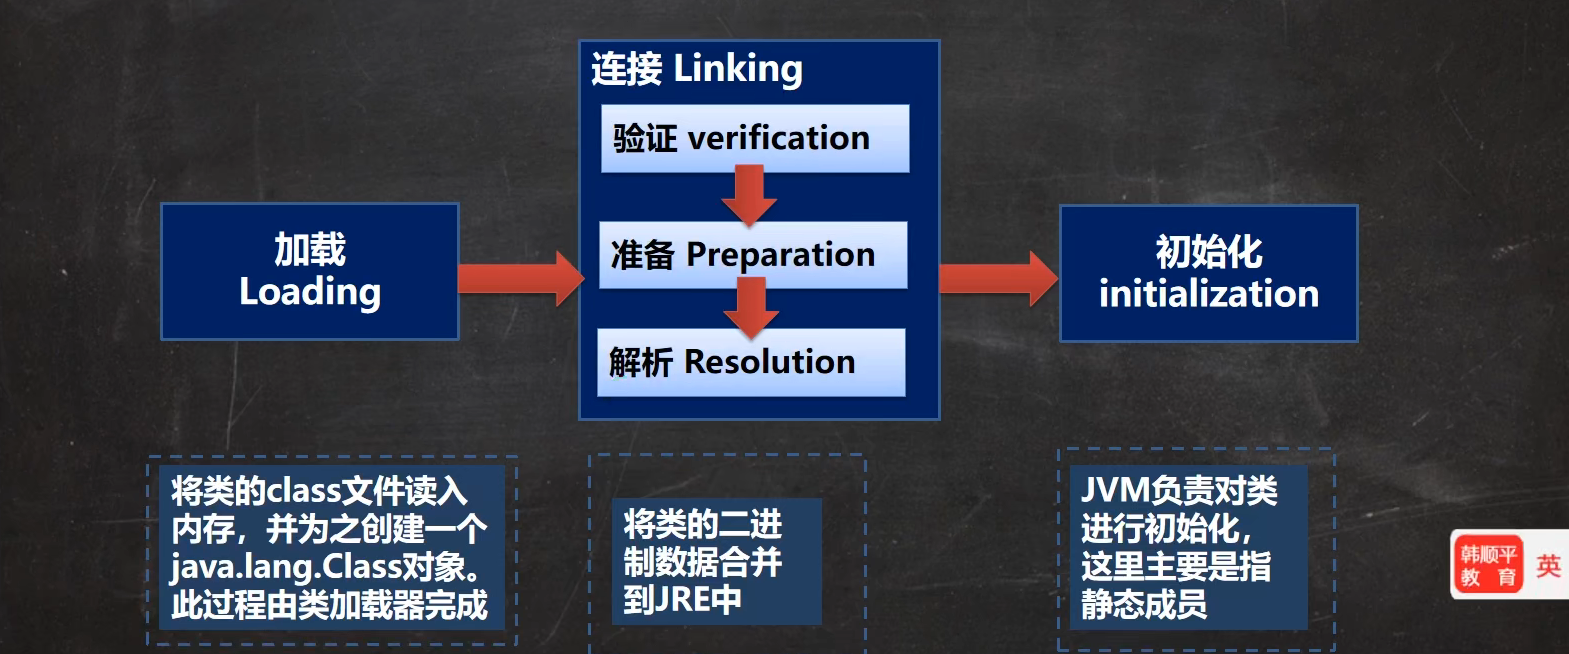 连接 Linking
验证 verification
准备 Preparation
解析 Resolution
加载
Loading
初始化
initialization
将类的class文件读入
内存，并为之创建一个
java.lang.Class对象。
此过程由类加载器完成
将类的二进
制数据合并
到JRE中
JVM负责对类
进行初始化，
这里主要是指
静态成员
韩顺平
教 育
英